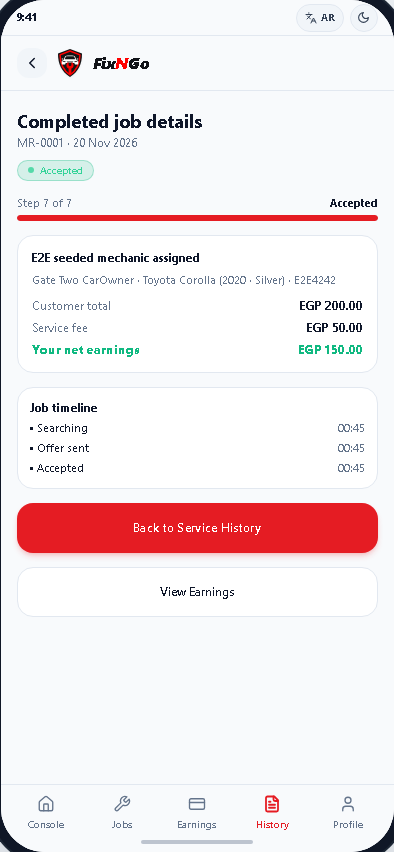 9:41
AR
FixNGo
Completed job details
MR-0001 · 20 Nov 2026
Accepted
Step 7 of 7
Accepted
E2E seeded mechanic assigned
Gate Two CarOwner · Toyota Corolla (2020 · Silver) · E2E4242
Customer total EGP 200.00
Service fee EGP 50.00
Your net earnings EGP 150.00
Job timeline
• Searching 00:45
• Offer sent 00:45
• Accepted 00:45
Back to Service History
View Earnings
Console Jobs Earnings History Profile